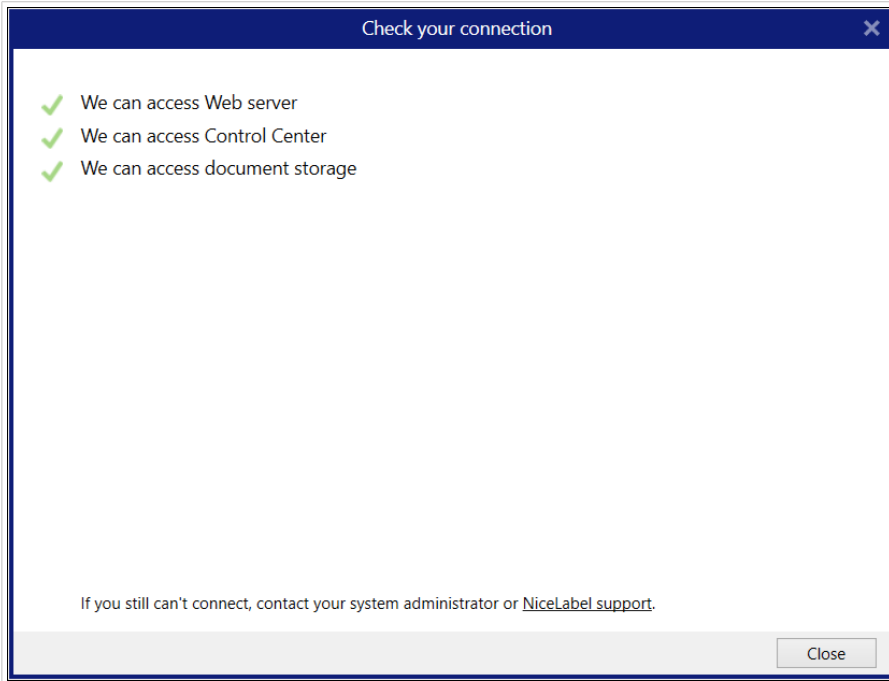 Check your connection
We can access Web server
We can access Control Center
We can access document storage
If you still can't connect, contact your system administrator or NiceLabel support.
Close